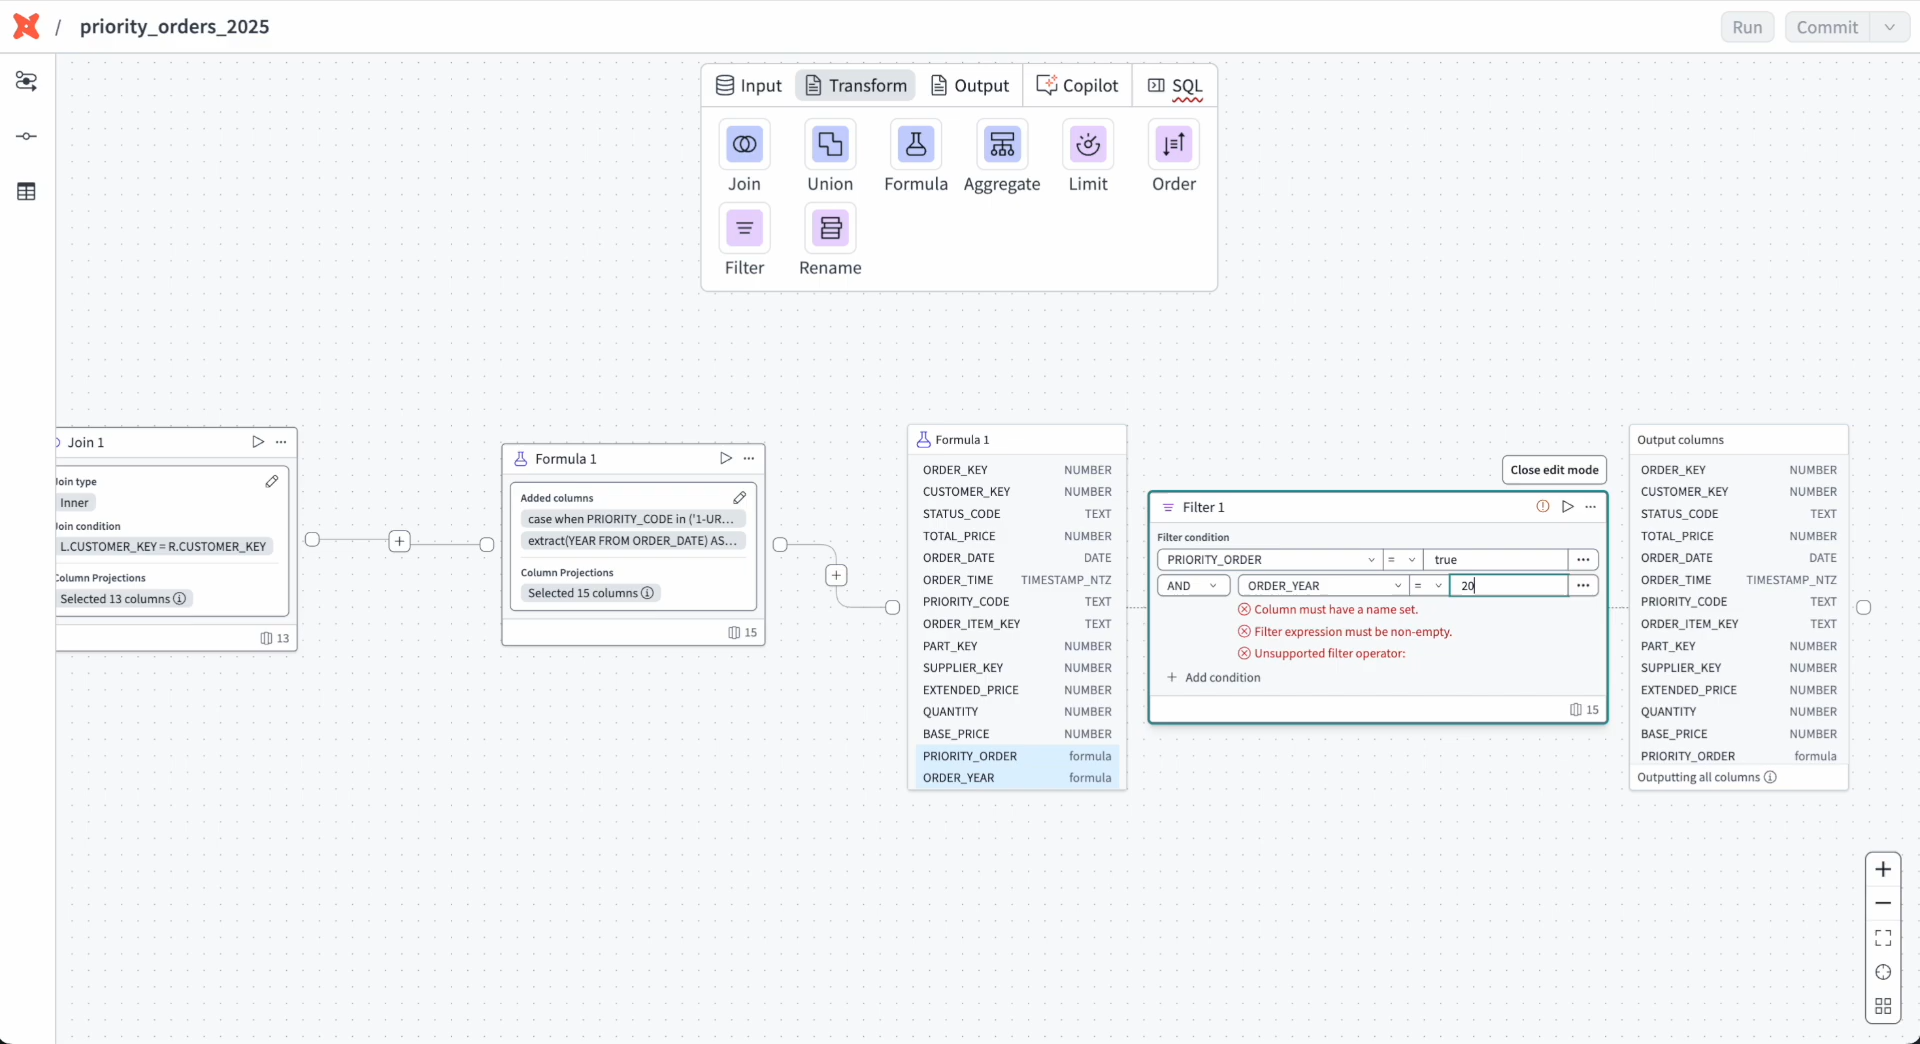 / priority_orders_2025
Run
Commit
Input
Transform
Output
Copilot
SQL
Join
Union
Formula
Aggregate
Limit
Order
Filter
Rename
Join 1
Join type
Inner
Join condition
L.CUSTOMER_KEY = R.CUSTOMER_KEY
Column Projections
Selected 13 columns
13
Formula 1
Added columns
case when PRIORITY_CODE in ('1-UR...
extract(YEAR FROM ORDER_DATE) AS...
Column Projections
Selected 15 columns
15
Formula 1
ORDER_KEY NUMBER
CUSTOMER_KEY NUMBER
STATUS_CODE TEXT
TOTAL_PRICE NUMBER
ORDER_DATE DATE
ORDER_TIME TIMESTAMP_NTZ
PRIORITY_CODE TEXT
ORDER_ITEM_KEY TEXT
PART_KEY NUMBER
SUPPLIER_KEY NUMBER
EXTENDED_PRICE NUMBER
QUANTITY NUMBER
BASE_PRICE NUMBER
PRIORITY_ORDER formula
ORDER_YEAR formula
Close edit mode
Filter 1
Filter condition
PRIORITY_ORDER = true
AND ORDER_YEAR = 20
Column must have a name set.
Filter expression must be non-empty.
Unsupported filter operator:
+ Add condition
15
Output columns
ORDER_KEY NUMBER
CUSTOMER_KEY NUMBER
STATUS_CODE TEXT
TOTAL_PRICE NUMBER
ORDER_DATE DATE
ORDER_TIME TIMESTAMP_NTZ
PRIORITY_CODE TEXT
ORDER_ITEM_KEY TEXT
PART_KEY NUMBER
SUPPLIER_KEY NUMBER
EXTENDED_PRICE NUMBER
QUANTITY NUMBER
BASE_PRICE NUMBER
PRIORITY_ORDER formula
Outputting all columns